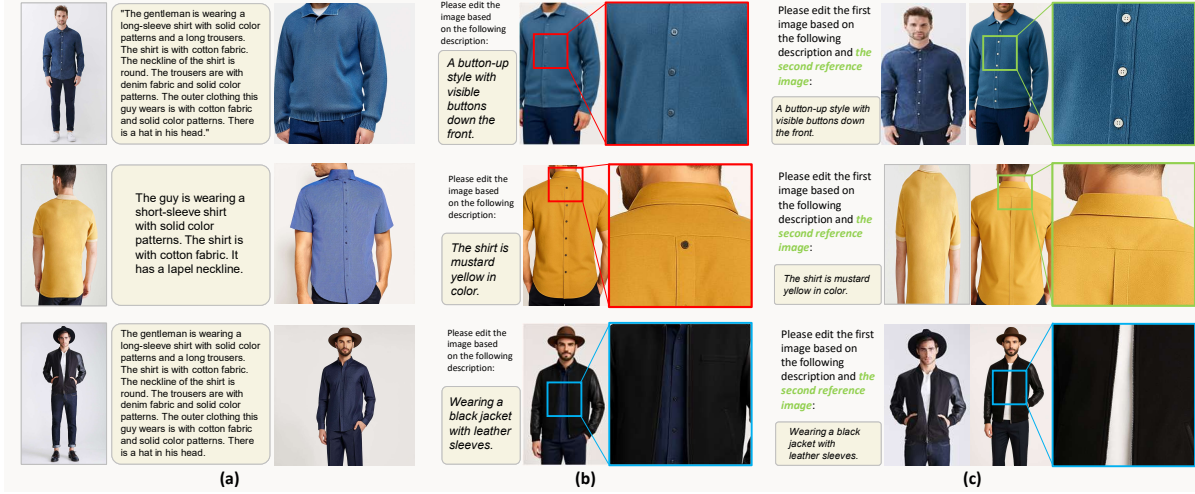 "The gentleman is wearing a
long-sleeve shirt with solid color
patterns and a long trousers.
The shirt is with cotton fabric.
The neckline of the shirt is
round. The trousers are with
denim fabric and solid color
patterns. The outer clothing this
guy wears is with cotton fabric
and solid color patterns. There
is a hat in his head."
Please edit the
image based
on the following
description:
A button-up
style with
visible
buttons
down the
front.
Please edit the first
image based on
the following
description and the
second reference
image:
A button-up style with
visible buttons down
the front.
The guy is wearing a
short-sleeve shirt
with solid color
patterns. The shirt is
with cotton fabric. It
has a lapel neckline.
Please edit the
image based
on the following
description:
The shirt is
mustard
yellow in
color.
Please edit the first
image based on
the following
description and the
second reference
image:
The shirt is mustard
yellow in color.
The gentleman is wearing a
long-sleeve shirt with solid color
patterns and a long trousers.
The shirt is with cotton fabric.
The neckline of the shirt is
round. The trousers are with
denim fabric and solid color
patterns. The outer clothing this
guy wears is with cotton fabric
and solid color patterns. There
is a hat in his head.
Please edit the
image based
on the following
description:
Wearing a
black jacket
with leather
sleeves.
Please edit the first
image based on
the following
description and the
second reference
image:
Wearing a black
jacket with
leather sleeves.
(a)
(b)
(c)